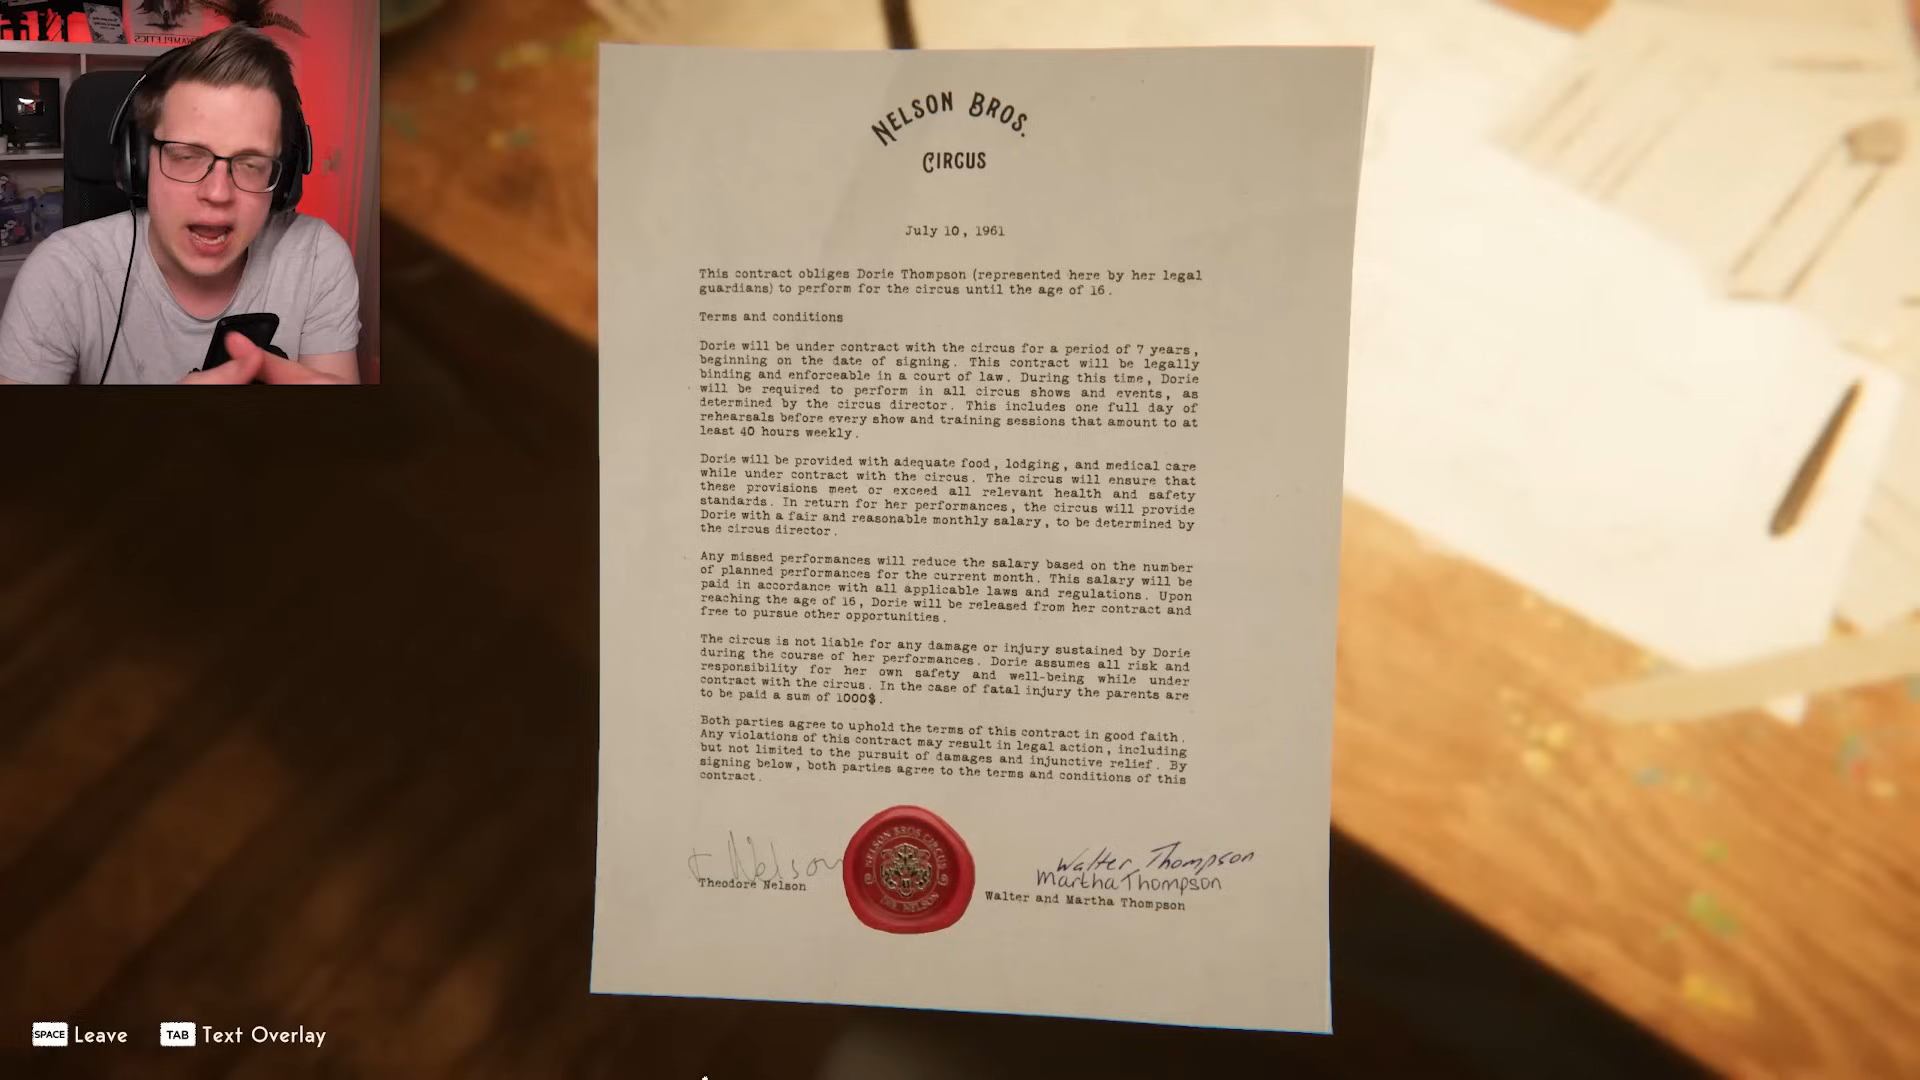 NELSON BROS.
CIRCUS
July 10, 1961
This contract obliges Dorie Thompson (represented here by her legal
guardians) to perform for the circus until the age of 16.
Terms and conditions
Dorie will be under contract with the circus for a period of 7 years,
beginning on the date of signing. This contract will be legally
binding and enforceable in a court of law. During this time, Dorie
will be required to perform in all circus shows and events, as
determined by the circus director. This includes one full day of
rehearsals before every show and training sessions that amount to at
least 40 hours weekly.
Dorie will be provided with adequate food, lodging, and medical care
while under contract with the circus. The circus will ensure that
these provisions meet or exceed all relevant health and safety
standards. In return for her performances, the circus will provide
Dorie with a fair and reasonable monthly salary, to be determined by
the circus director.
Any missed performances will reduce the salary based on the number
of planned performances for the current month. This salary will be
paid in accordance with all applicable laws and regulations. Upon
reaching the age of 16, Dorie will be released from her contract and
free to pursue other opportunities.
The circus is not liable for any damage or injury sustained by Dorie
during the course of her performances. Dorie assumes all risk and
responsibility for her own safety and well-being while under
contract with the circus. In the case of fatal injury the parents are
to be paid a sum of 1000$.
Both parties agree to uphold the terms of this contract in good faith.
Any violations of this contract may result in legal action, including
but not limited to the pursuit of damages and injunctive relief. By
signing below, both parties agree to the terms and conditions of this
contract.
Nelson
Theodore Nelson
NELSON BROS CIRCUS
NELSON
Walter Thompson
Martha Thompson
Walter and Martha Thompson
SPACE Leave TAB Text Overlay